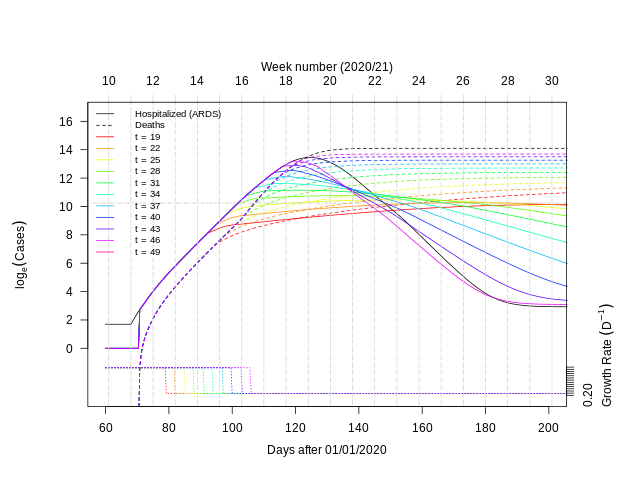 Week number (2020/21)
10 11 12 14 16 18 19 20 22 24 26 28 30
Hospitalized (ARDS)
Deaths
t = 19
t = 22
t = 25
t = 28
t = 31
t = 34
t = 37
t = 40
t = 43
t = 46
t = 49
16
14
12
10
8
6
4
2
0
loge(Cases)
0.20
Growth Rate (D⁻¹)
60 80 100 120 140 160 180 200
Days after 01/01/2020